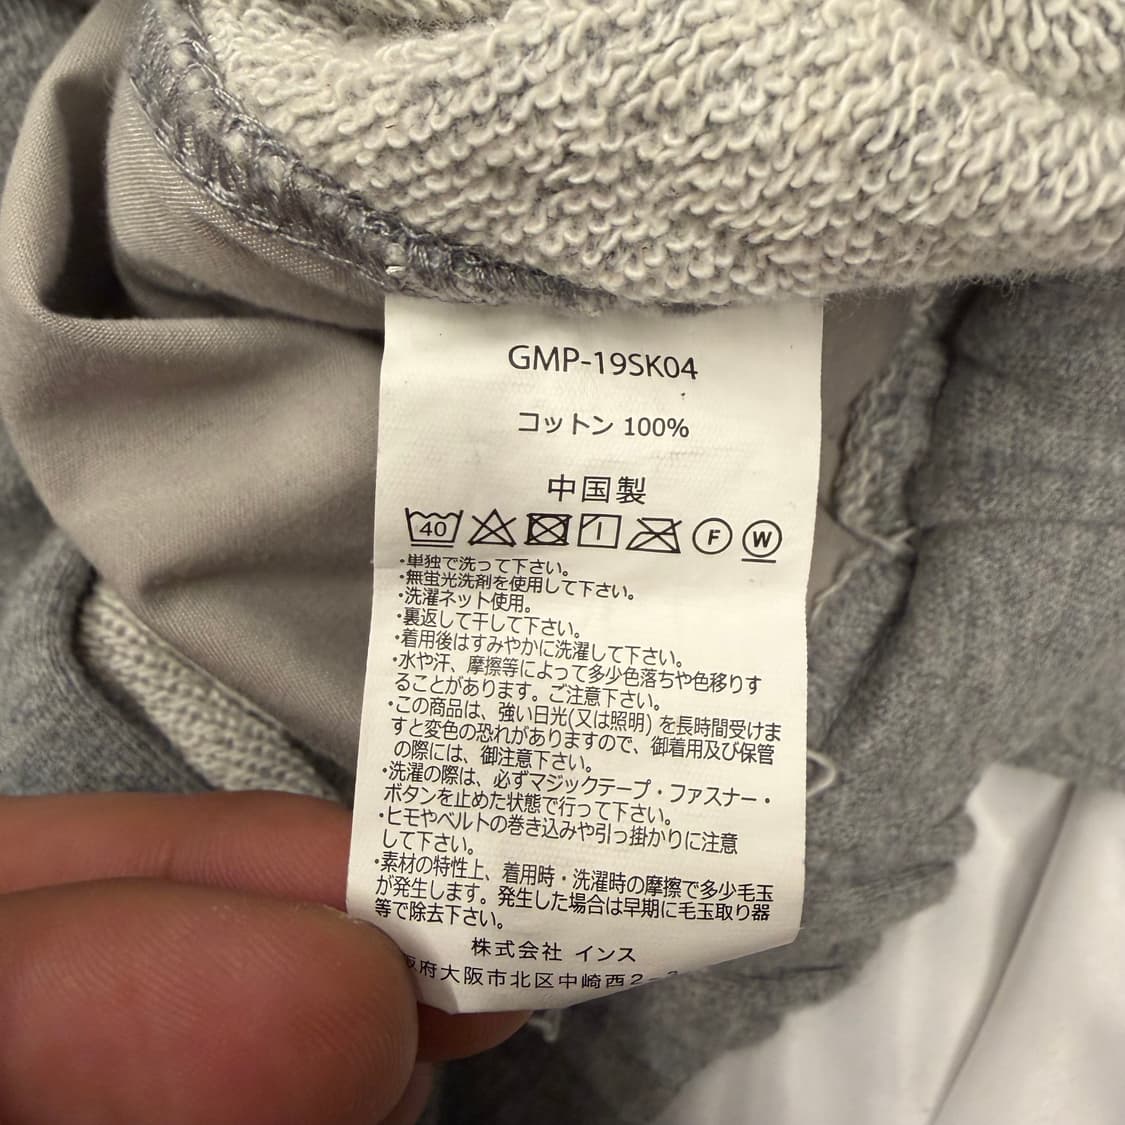 GMP-19SK04
コットン 100%
中国製
40 F W
・単独で洗って下さい。
・無蛍光洗剤を使用して下さい。
・洗濯ネット使用。
・裏返して干して下さい。
・着用後はすみやかに洗濯して下さい。
・水や汗、摩擦等によって多少色落ちや色移りす
ることがあります。ご注意下さい。
・この商品は、強い日光(又は照明) を長時間受けま
すと変色の恐れがありますので、御着用及び保管
の際には、御注意下さい。
・洗濯の際は、必ずマジックテープ・ファスナー・
ボタンを止めた状態で行って下さい。
・ヒモやベルトの巻き込みや引っ掛かりに注意
して下さい。
・素材の特性上、着用時・洗濯時の摩擦で多少毛玉
が発生します。発生した場合は早期に毛玉取り器
等で除去下さい。
株式会社 インス
府大阪市北区中崎西2-